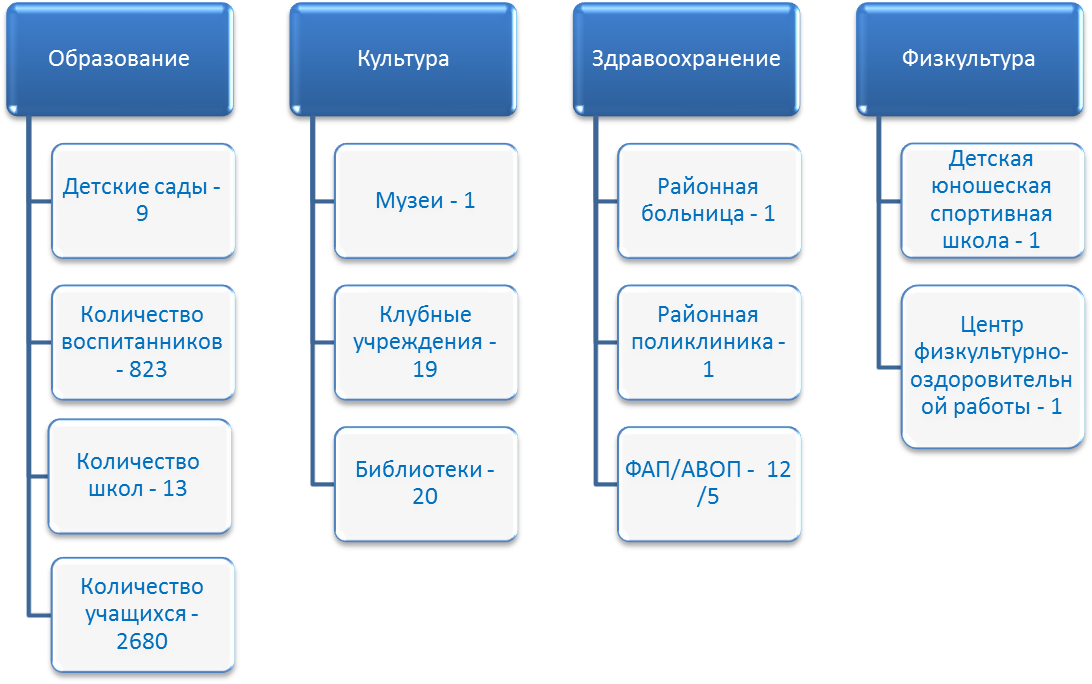 Образование
Детские сады -
9
Количество
воспитанников
- 823
Количество
школ - 13
Количество
учащихся -
2680
Культура
Музеи - 1
Клубные
учреждения -
19
Библиотеки -
20
Здравоохранение
Районная
больница - 1
Районная
поликлиника -
1
ФАП/АВОП - 12
/5
Физкультура
Детская
юношеская
спортивная
школа - 1
Центр
физкультурно-
оздоровительн
ой работы - 1